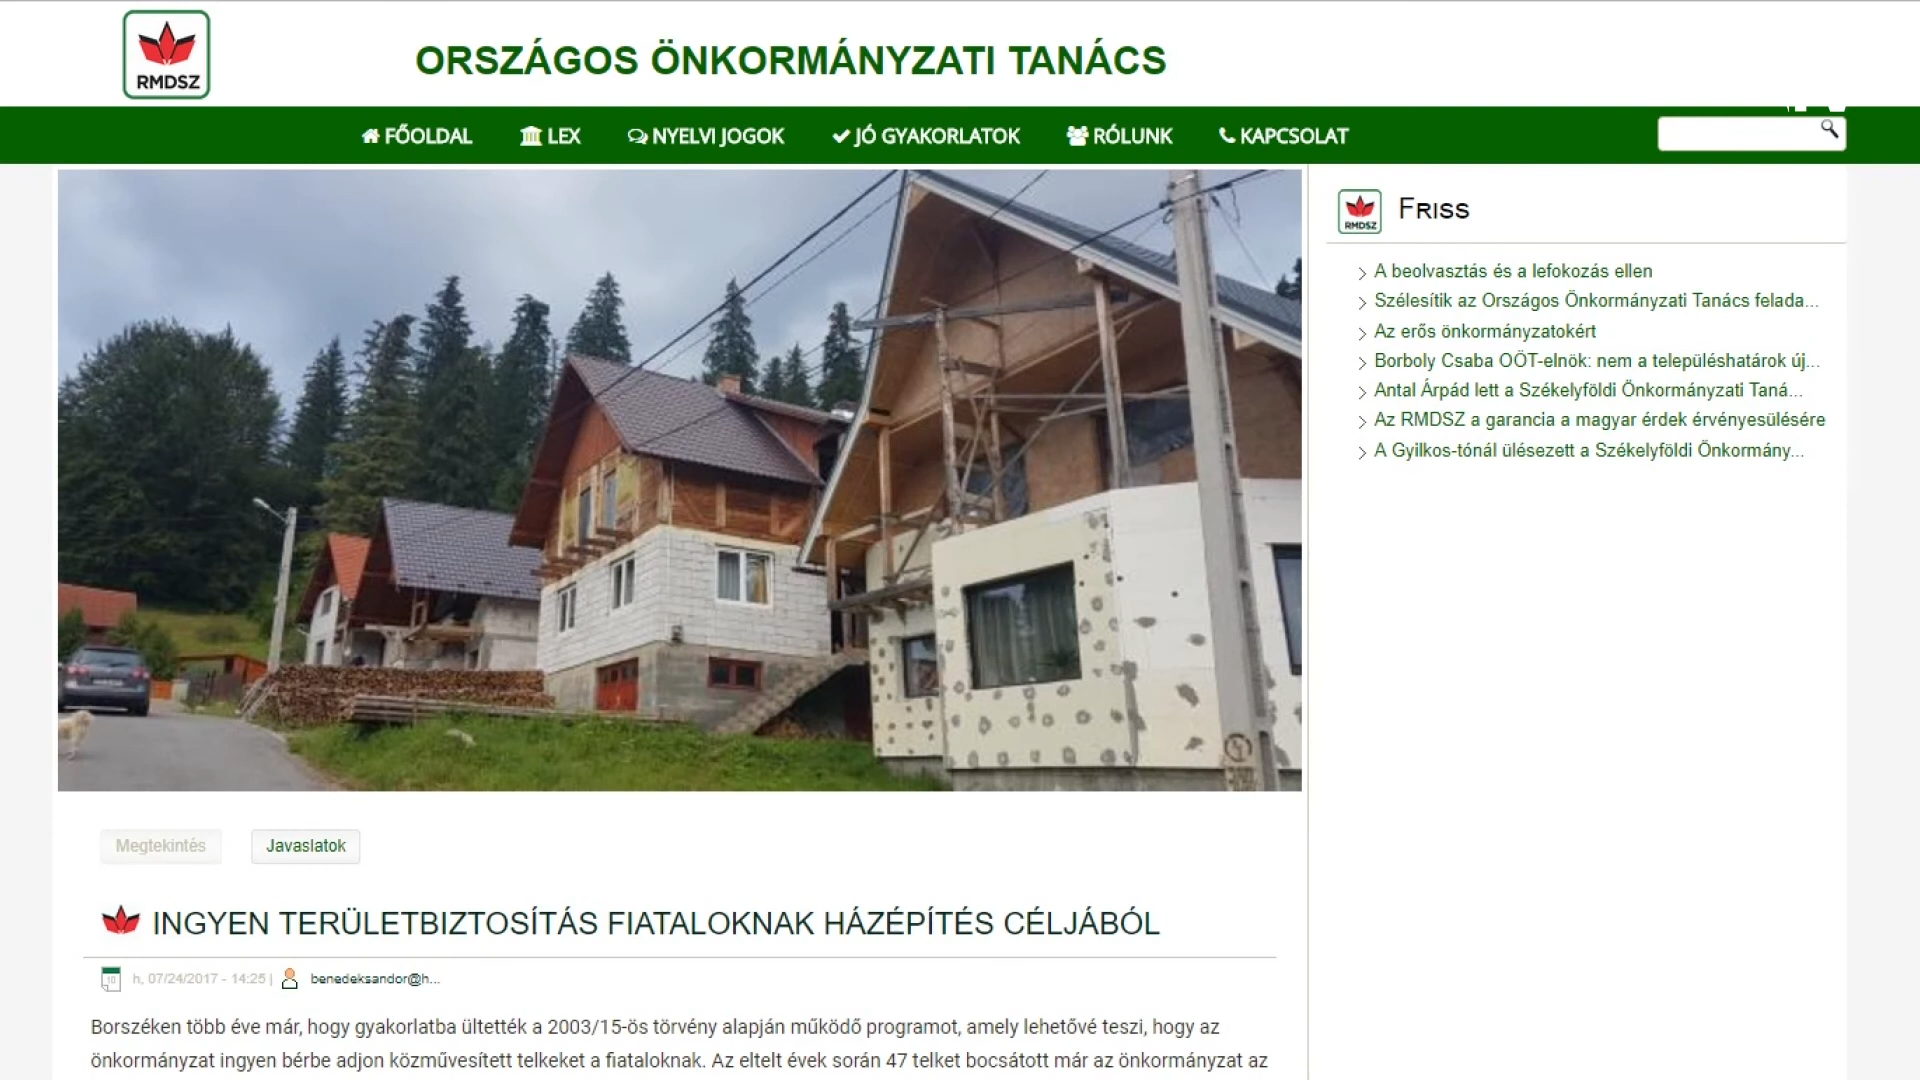 RMDSZ
ORSZÁGOS ÖNKORMÁNYZATI TANÁCS
FŐOLDAL LEX NYELVI JOGOK JÓ GYAKORLATOK RÓLUNK KAPCSOLAT
RMDSZ
Friss
A beolvasztás és a lefokozás ellen
Szélesítik az Országos Önkormányzati Tanács felada...
Az erős önkormányzatokért
Borboly Csaba OÖT-elnök: nem a településhatárok új...
Antal Árpád lett a Székelyföldi Önkormányzati Taná...
Az RMDSZ a garancia a magyar érdek érvényesülésére
A Gyilkos-tónál ülésezett a Székelyföldi Önkormány...
Megtekintés Javaslatok
INGYEN TERÜLETBIZTOSÍTÁS FIATALOKNAK HÁZÉPÍTÉS CÉLJÁBÓL
h, 07/24/2017 - 14:25 | benedeksandor@h...
Borszéken több éve már, hogy gyakorlatba ültették a 2003/15-ös törvény alapján működő programot, amely lehetővé teszi, hogy az
önkormányzat ingyen bérbe adjon közművesített telkeket a fiataloknak. Az eltelt évek során 47 telket bocsátott már az önkormányzat az